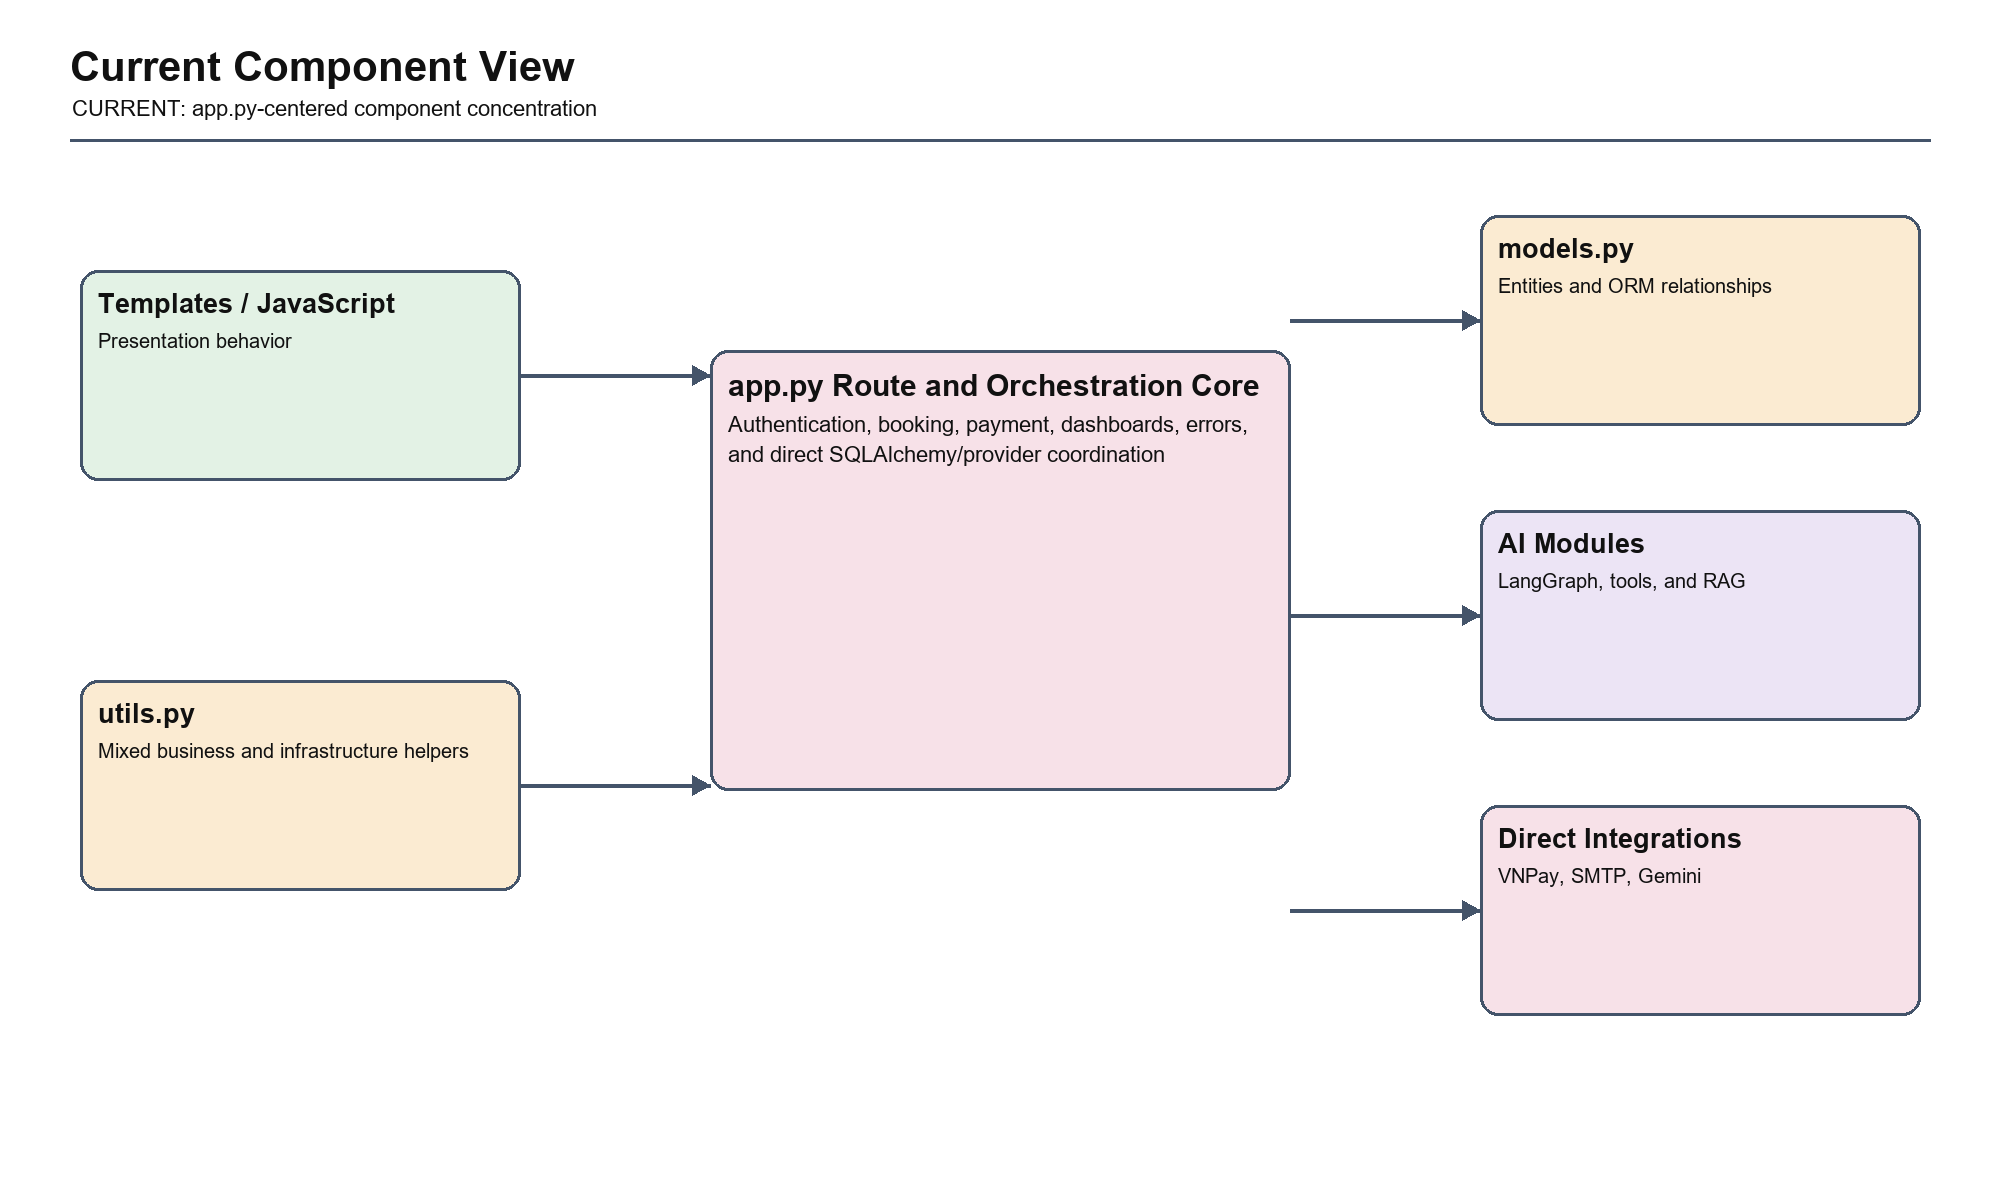 Current Component View
CURRENT: app.py-centered component concentration
Templates / JavaScript
Presentation behavior
utils.py
Mixed business and infrastructure helpers
app.py Route and Orchestration Core
Authentication, booking, payment, dashboards, errors,
and direct SQLAlchemy/provider coordination
models.py
Entities and ORM relationships
AI Modules
LangGraph, tools, and RAG
Direct Integrations
VNPay, SMTP, Gemini